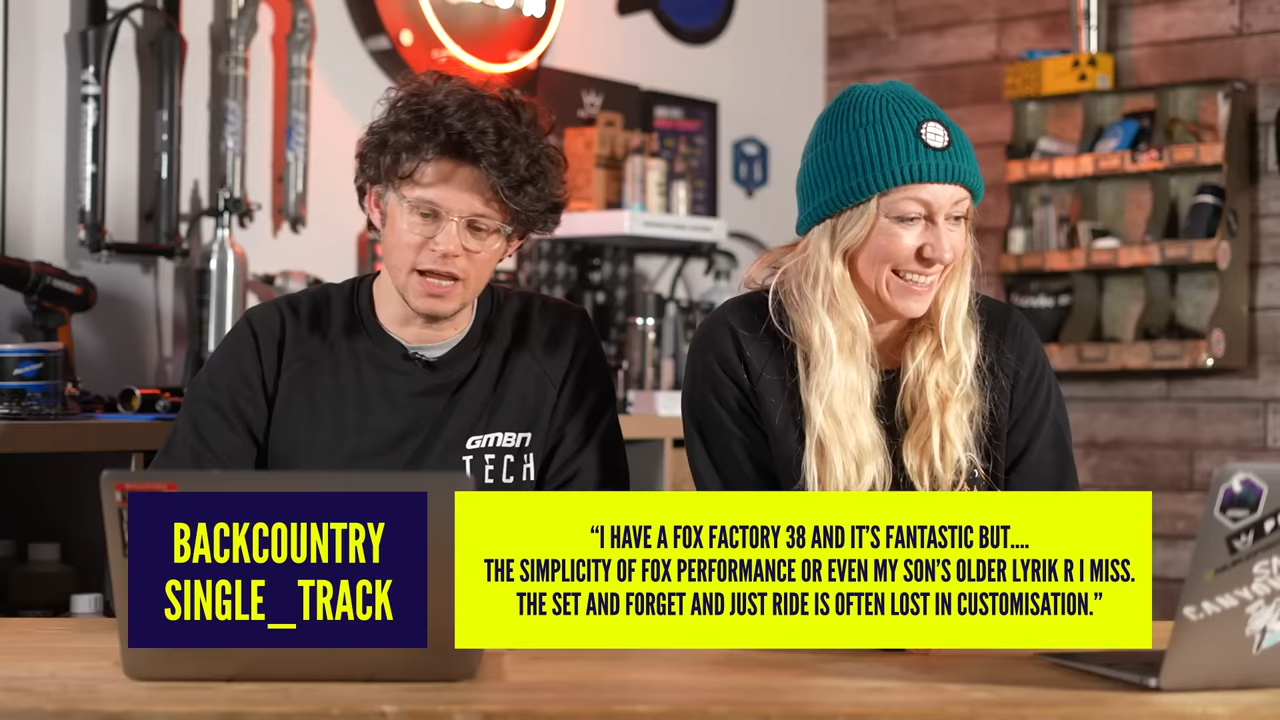 GMBN
TECH
BACKCOUNTRY
SINGLE_TRACK
“I HAVE A FOX FACTORY 38 AND IT’S FANTASTIC BUT....
THE SIMPLICITY OF FOX PERFORMANCE OR EVEN MY SON’S OLDER LYRIK R I MISS.
THE SET AND FORGET AND JUST RIDE IS OFTEN LOST IN CUSTOMISATION.”
CANYON